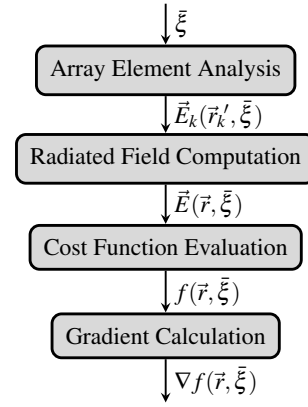 ξ̄
Array Element Analysis
E⃗ₖ(r⃗ₖ′, ξ̄)
Radiated Field Computation
E⃗(r⃗, ξ̄)
Cost Function Evaluation
f(r⃗, ξ̄)
Gradient Calculation
∇f(r⃗, ξ̄)